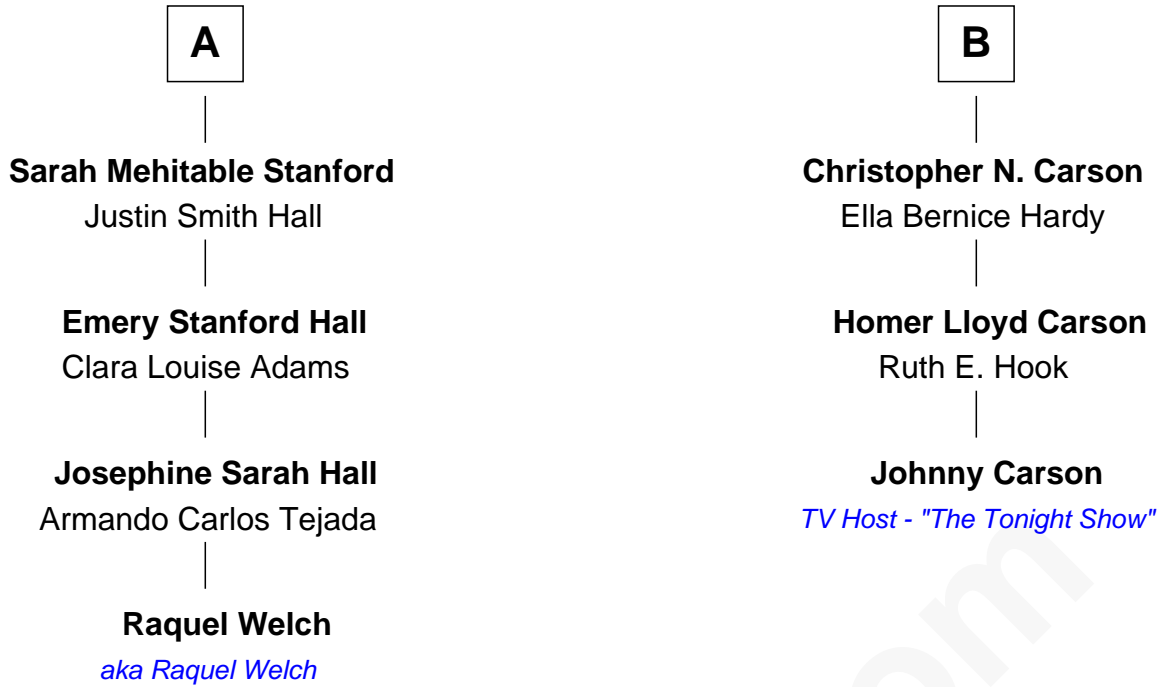 A
Sarah Mehitable Stanford
Justin Smith Hall
Emery Stanford Hall
Clara Louise Adams
Josephine Sarah Hall
Armando Carlos Tejada
Raquel Welch
aka Raquel Welch
B
Christopher N. Carson
Ella Bernice Hardy
Homer Lloyd Carson
Ruth E. Hook
Johnny Carson
TV Host - "The Tonight Show"
om